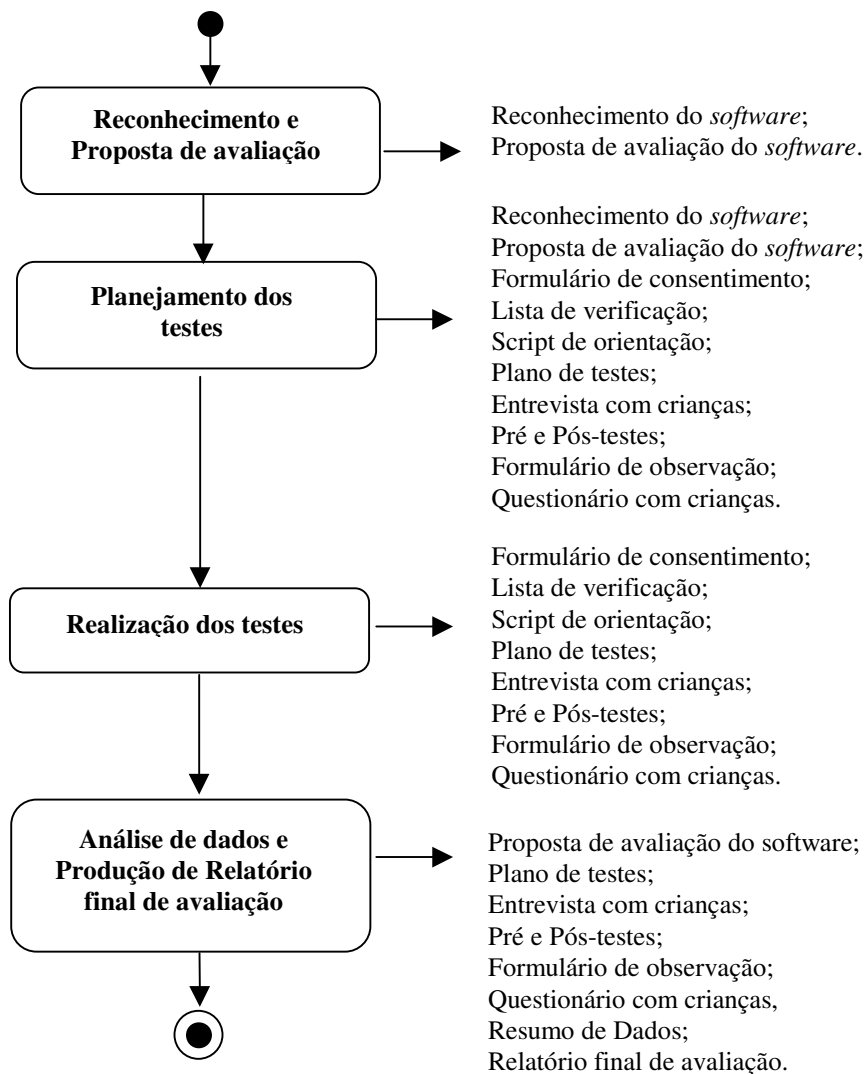 Reconhecimento e
Proposta de avaliação
Reconhecimento do software;
Proposta de avaliação do software.
Planejamento dos
testes
Reconhecimento do software;
Proposta de avaliação do software;
Formulário de consentimento;
Lista de verificação;
Script de orientação;
Plano de testes;
Entrevista com crianças;
Pré e Pós-testes;
Formulário de observação;
Questionário com crianças.
Realização dos testes
Formulário de consentimento;
Lista de verificação;
Script de orientação;
Plano de testes;
Entrevista com crianças;
Pré e Pós-testes;
Formulário de observação;
Questionário com crianças.
Análise de dados e
Produção de Relatório
final de avaliação
Proposta de avaliação do software;
Plano de testes;
Entrevista com crianças;
Pré e Pós-testes;
Formulário de observação;
Questionário com crianças,
Resumo de Dados;
Relatório final de avaliação.